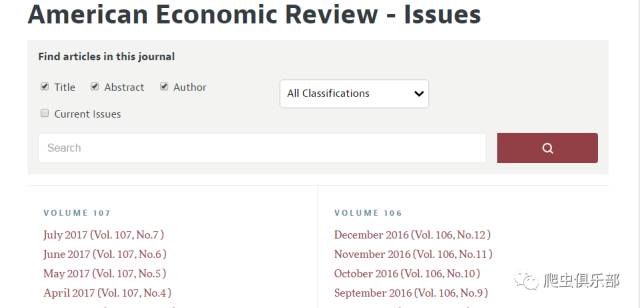 American Economic Review - Issues
Find articles in this journal
Title Abstract Author
All Classifications
Current Issues
Search
VOLUME 107
July 2017 (Vol. 107, No.7 )
June 2017 (Vol. 107, No.6 )
May 2017 (Vol. 107, No.5 )
April 2017 (Vol. 107, No.4 )
VOLUME 106
December 2016 (Vol. 106, No.12 )
November 2016 (Vol. 106, No.11 )
October 2016 (Vol. 106, No.10 )
September 2016 (Vol. 106, No.9 )
爬虫俱乐部